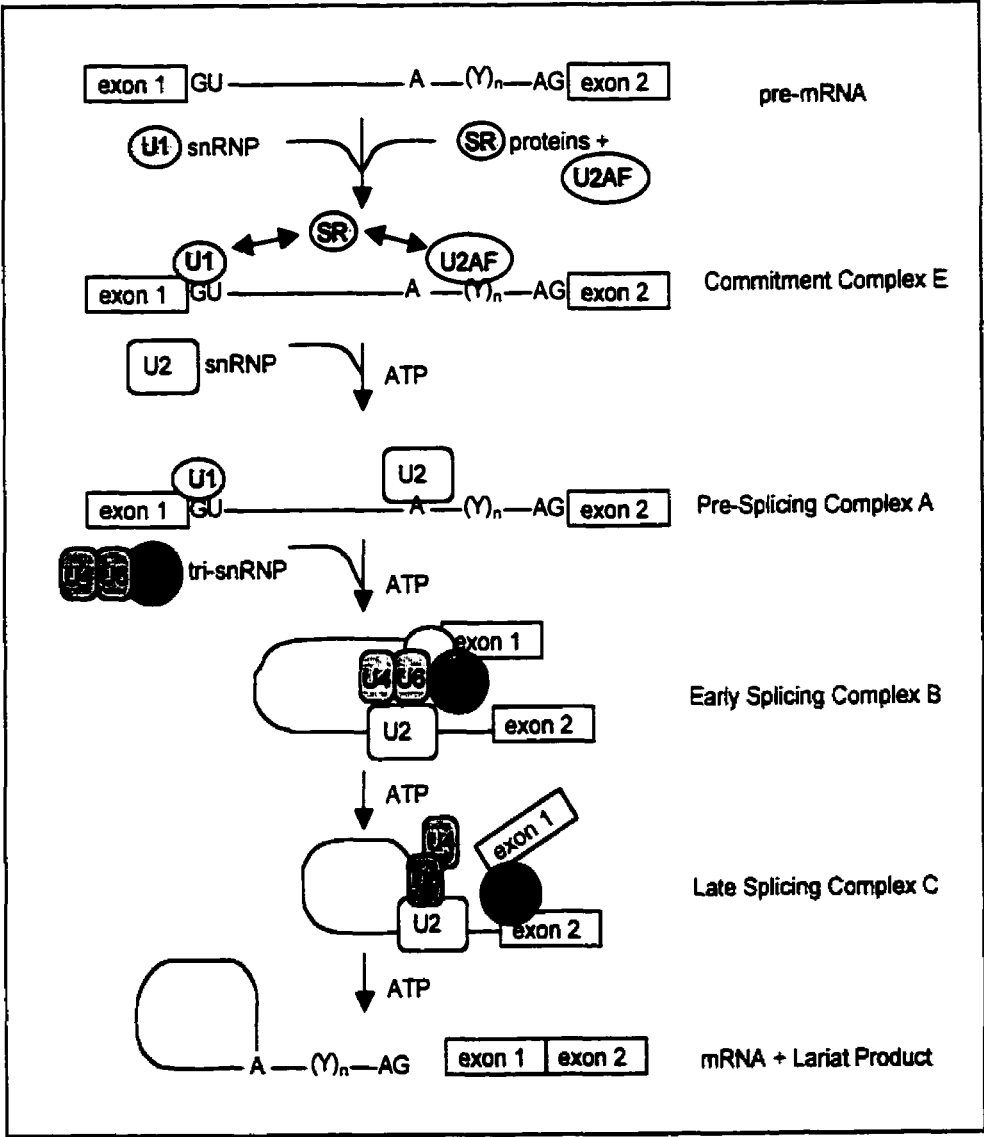 exon 1 GU A (Y)n AG exon 2 pre-mRNA
U1 snRNP SR proteins +
U2AF
SR
U1 U2AF
exon 1 GU A (Y)n AG exon 2 Commitment Complex E
U2 snRNP ATP
U1 U2
exon 1 GU A (Y)n AG exon 2 Pre-Splicing Complex A
U4 U6 tri-snRNP ATP
exon 1
U4 U6 Early Splicing Complex B
U2 exon 2
ATP
U4 exon 1
Late Splicing Complex C
U2 exon 2
ATP
A (Y)n AG exon 1 exon 2 mRNA + Lariat Product